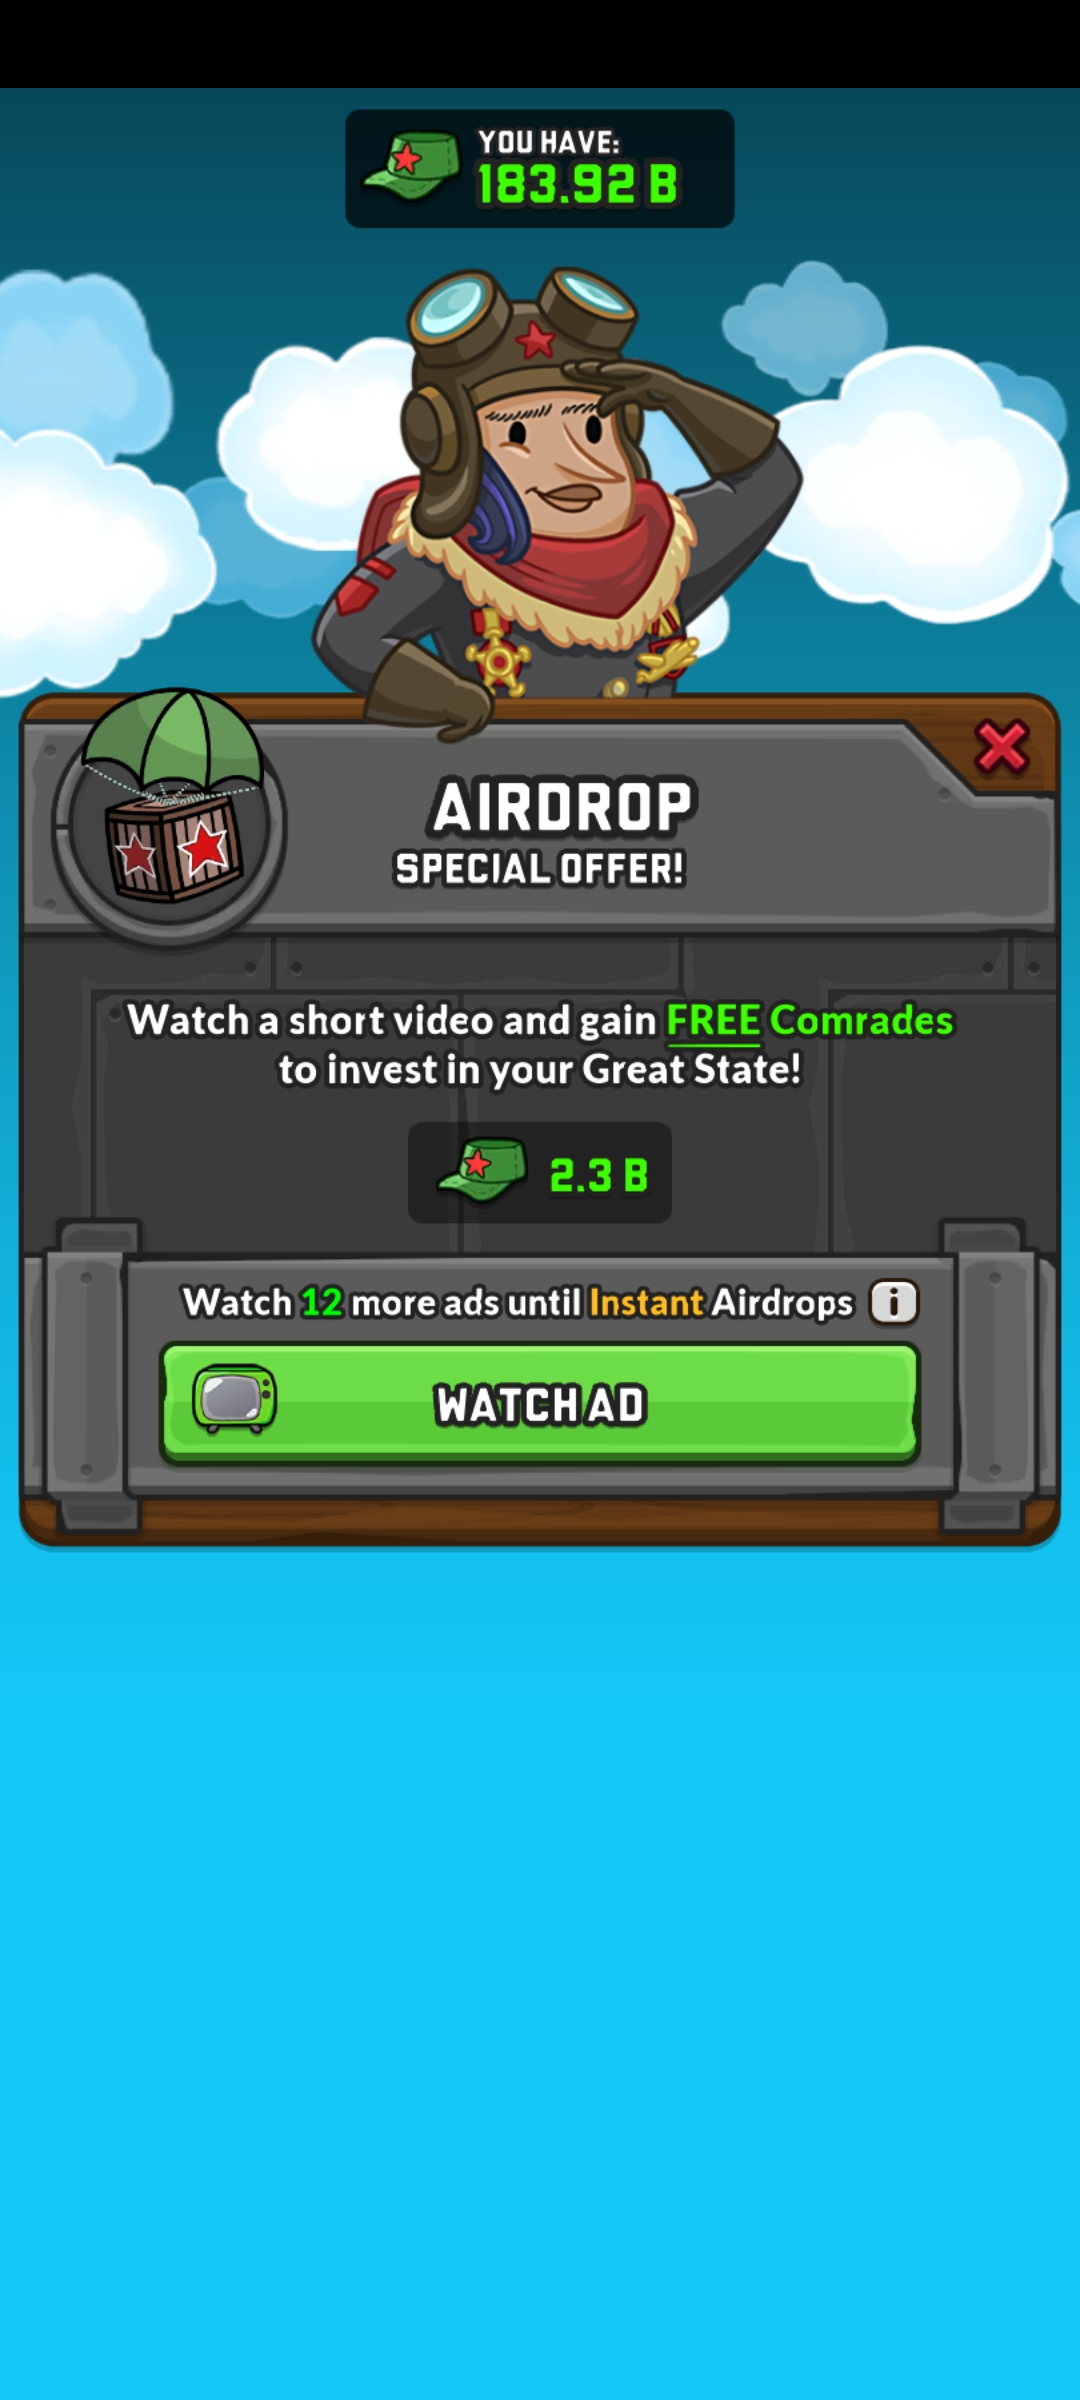 YOU HAVE:
183.92 B
AIRDROP
SPECIAL OFFER!
Watch a short video and gain FREE Comrades
to invest in your Great State!
2.3 B
Watch 12 more ads until Instant Airdrops i
WATCH AD